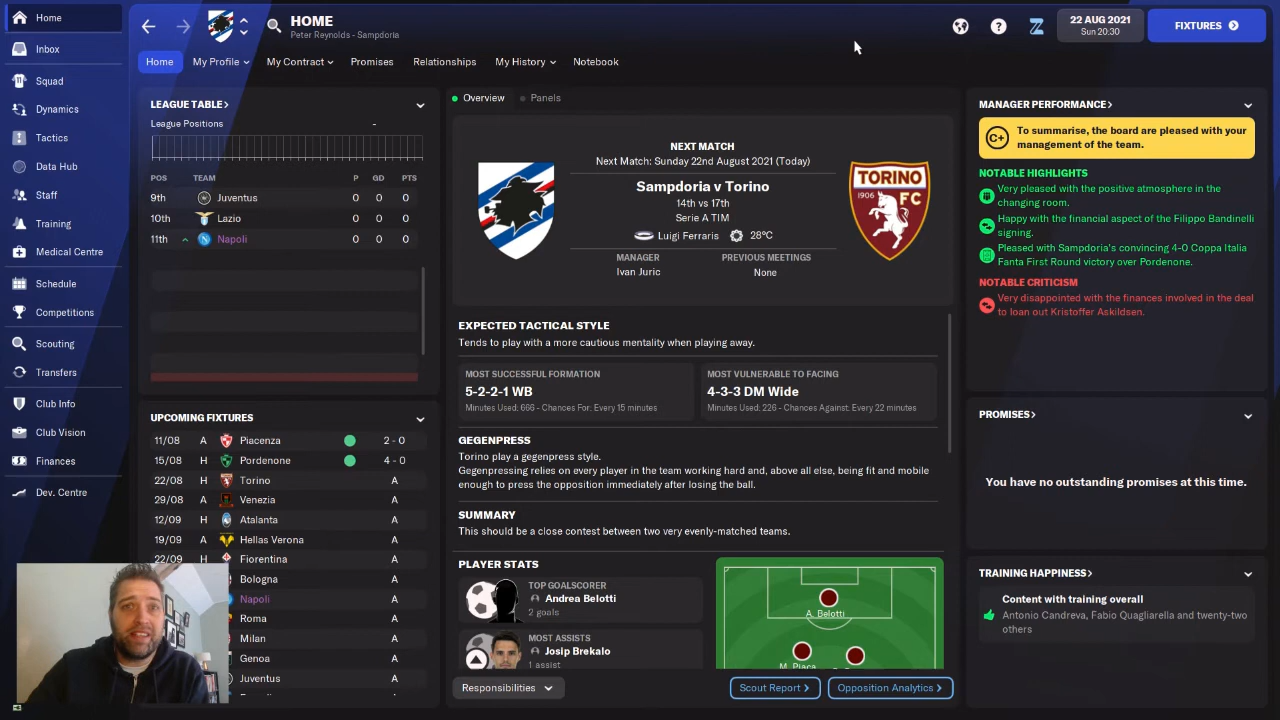 Home
Inbox
Squad
Dynamics
Tactics
Data Hub
Staff
Training
Medical Centre
Schedule
Competitions
Scouting
Transfers
Club Info
Club Vision
Finances
Dev. Centre
HOME
Peter Reynolds - Sampdoria
22 AUG 2021
Sun 20:30
FIXTURES
Home
My Profile
My Contract
Promises
Relationships
My History
Notebook
LEAGUE TABLE>
League Positions -
POS TEAM P GD PTS
9th Juventus 0 0 0
10th Lazio 0 0 0
11th Napoli 0 0 0
UPCOMING FIXTURES
11/08 A Piacenza 2 - 0
15/08 H Pordenone 4 - 0
22/08 H Torino A
29/08 A Venezia A
12/09 H Atalanta A
19/09 A Hellas Verona A
22/09 H Fiorentina A
Bologna A
Napoli A
Roma A
Milan A
Genoa A
Juventus A
Overview
Panels
NEXT MATCH
Next Match: Sunday 22nd August 2021 (Today)
Sampdoria v Torino
14th vs 17th
Serie A TIM
Luigi Ferraris 28°C
MANAGER PREVIOUS MEETINGS
Ivan Juric None
TORINO
1906 FC
EXPECTED TACTICAL STYLE
Tends to play with a more cautious mentality when playing away.
MOST SUCCESSFUL FORMATION
5-2-2-1 WB
Minutes Used: 666 - Chances For: Every 15 minutes
MOST VULNERABLE TO FACING
4-3-3 DM Wide
Minutes Used: 226 - Chances Against: Every 22 minutes
GEGENPRESS
Torino play a gegenpress style.
Gegenpressing relies on every player in the team working hard and, above all else, being fit and mobile
enough to press the opposition immediately after losing the ball.
SUMMARY
This should be a close contest between two very evenly-matched teams.
PLAYER STATS
TOP GOALSCORER
Andrea Belotti
2 goals
MOST ASSISTS
Josip Brekalo
1 assist
A. Belotti
M. Pjaca
Responsibilities
Scout Report >
Opposition Analytics >
MANAGER PERFORMANCE>
C+
To summarise, the board are pleased with your
management of the team.
NOTABLE HIGHLIGHTS
Very pleased with the positive atmosphere in the
changing room.
Happy with the financial aspect of the Filippo Bandinelli
signing.
Pleased with Sampdoria's convincing 4-0 Coppa Italia
Fanta First Round victory over Pordenone.
NOTABLE CRITICISM
Very disappointed with the finances involved in the deal
to loan out Kristoffer Askildsen.
PROMISES>
You have no outstanding promises at this time.
TRAINING HAPPINESS>
Content with training overall
Antonio Candreva, Fabio Quagliarella and twenty-two
others